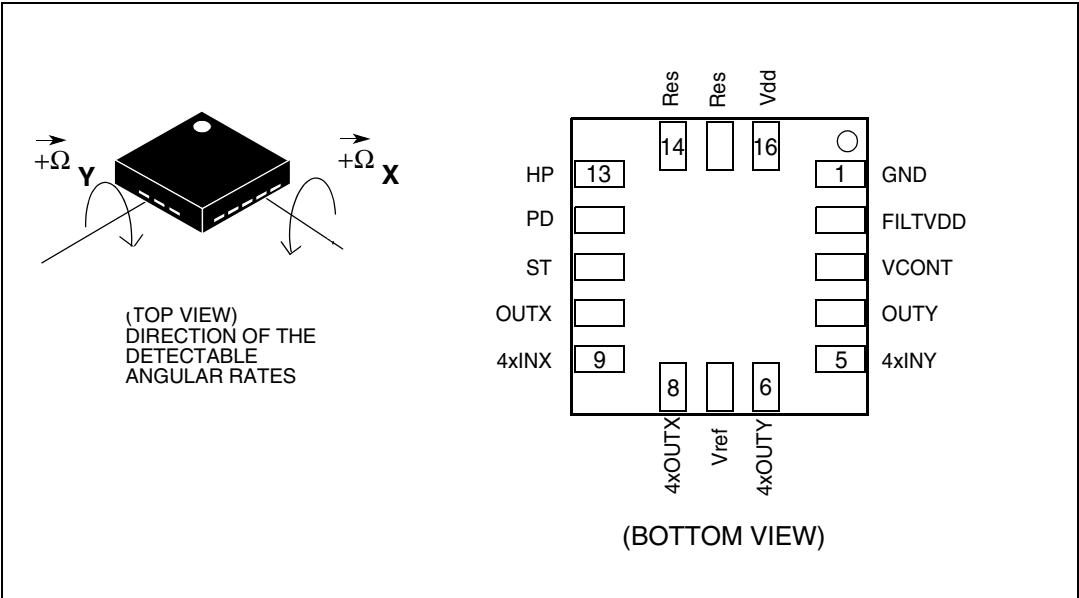 +Ω Y
+Ω X
(TOP VIEW)
DIRECTION OF THE
DETECTABLE
ANGULAR RATES
Res Res Vdd
14 16
HP 13 1 GND
PD FILTVDD
ST VCONT
OUTX OUTY
4xINX 9 5 4xINY
8 6
4xOUTX Vref 4xOUTY
(BOTTOM VIEW)